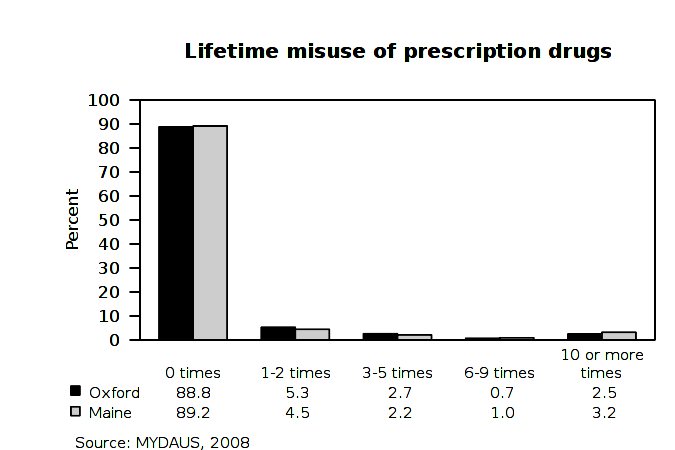 Lifetime misuse of prescription drugs
100
90
80
70
60
50
40
30
20
10
0
Percent
0 times 1-2 times 3-5 times 6-9 times 10 or more times
Oxford 88.8 5.3 2.7 0.7 2.5
Maine 89.2 4.5 2.2 1.0 3.2
Source: MYDAUS, 2008